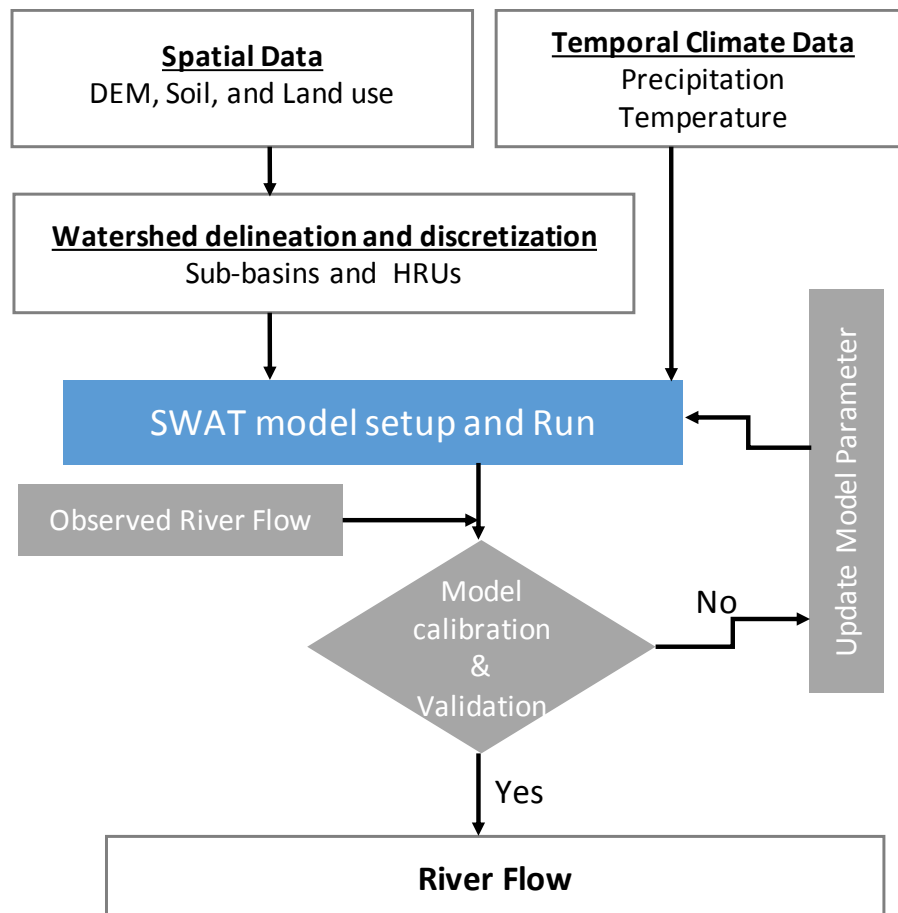 Spatial Data
DEM, Soil, and Land use
Temporal Climate Data
Precipitation
Temperature
Watershed delineation and discretization
Sub-basins and HRUs
SWAT model setup and Run
Update Model Parameter
Observed River Flow
Model
calibration
&
Validation
No
Yes
River Flow